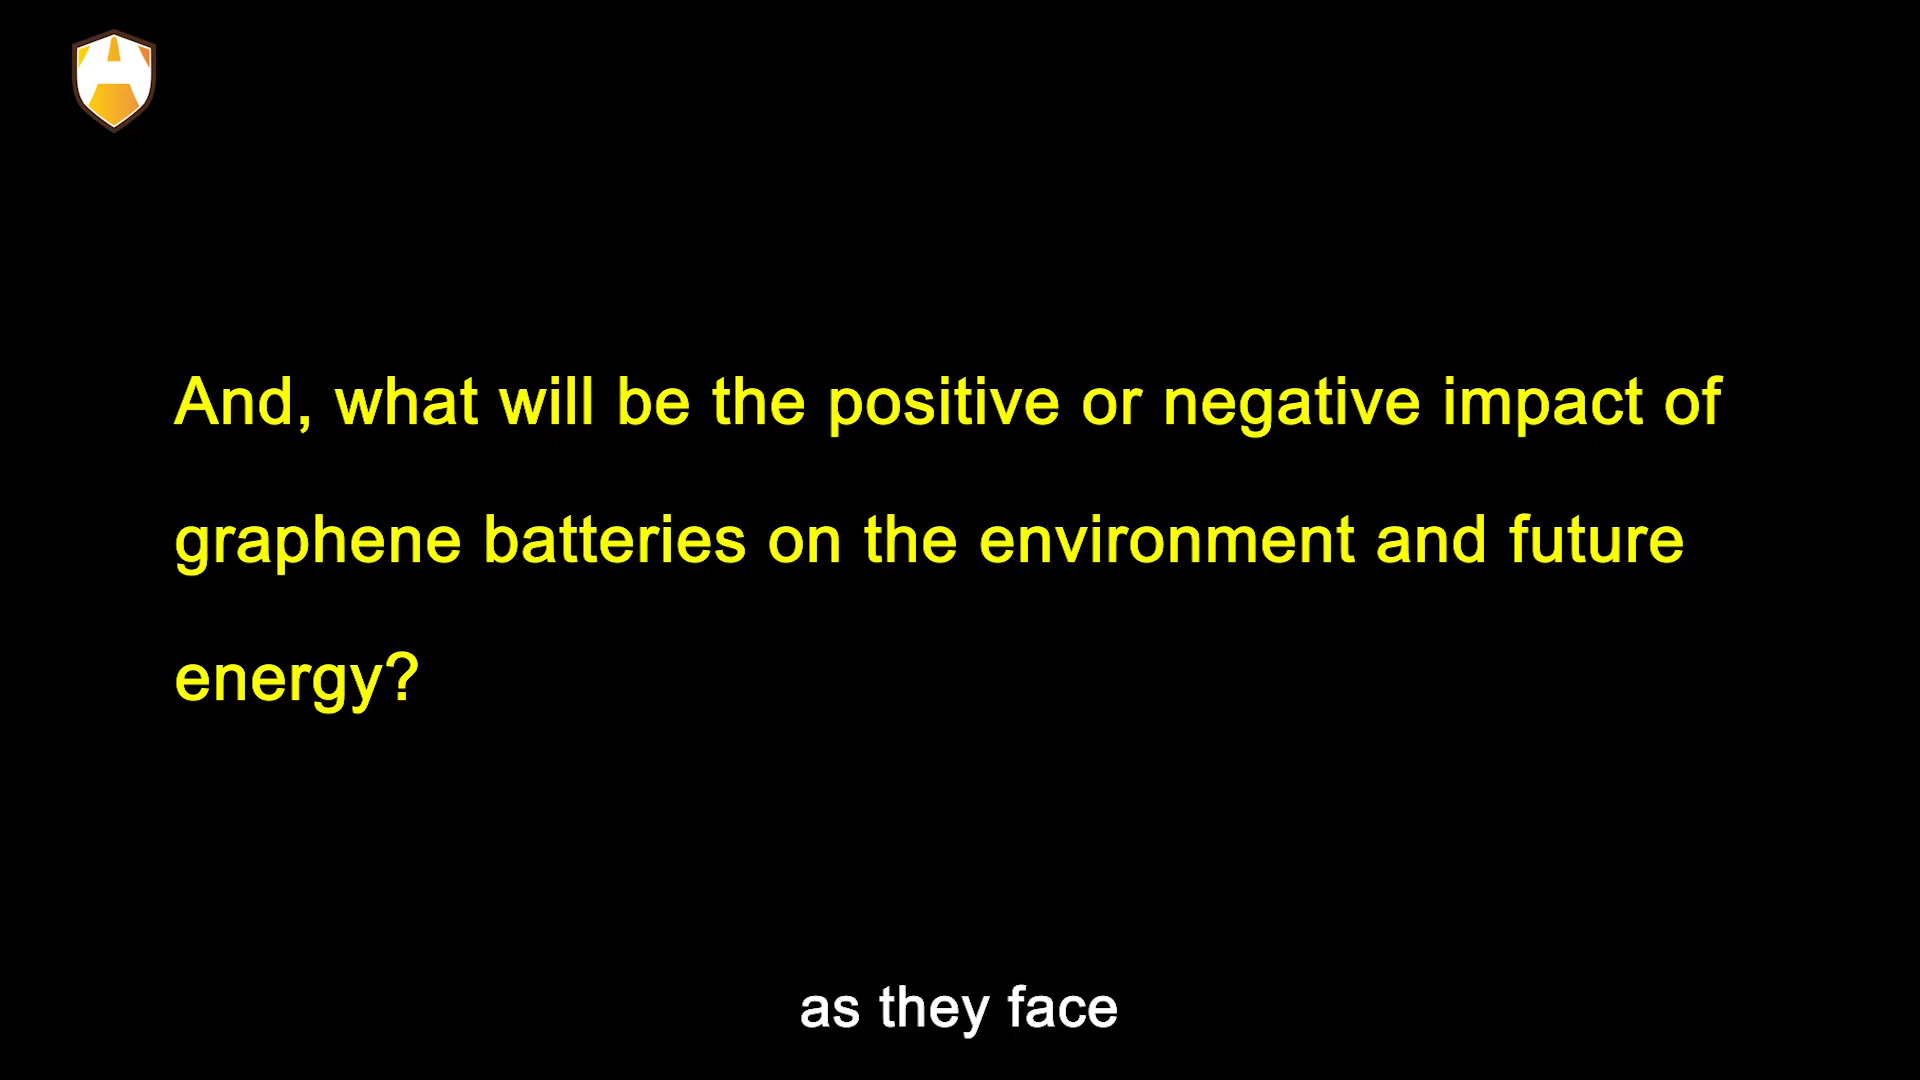 And, what will be the positive or negative impact of
graphene batteries on the environment and future
energy?
as they face